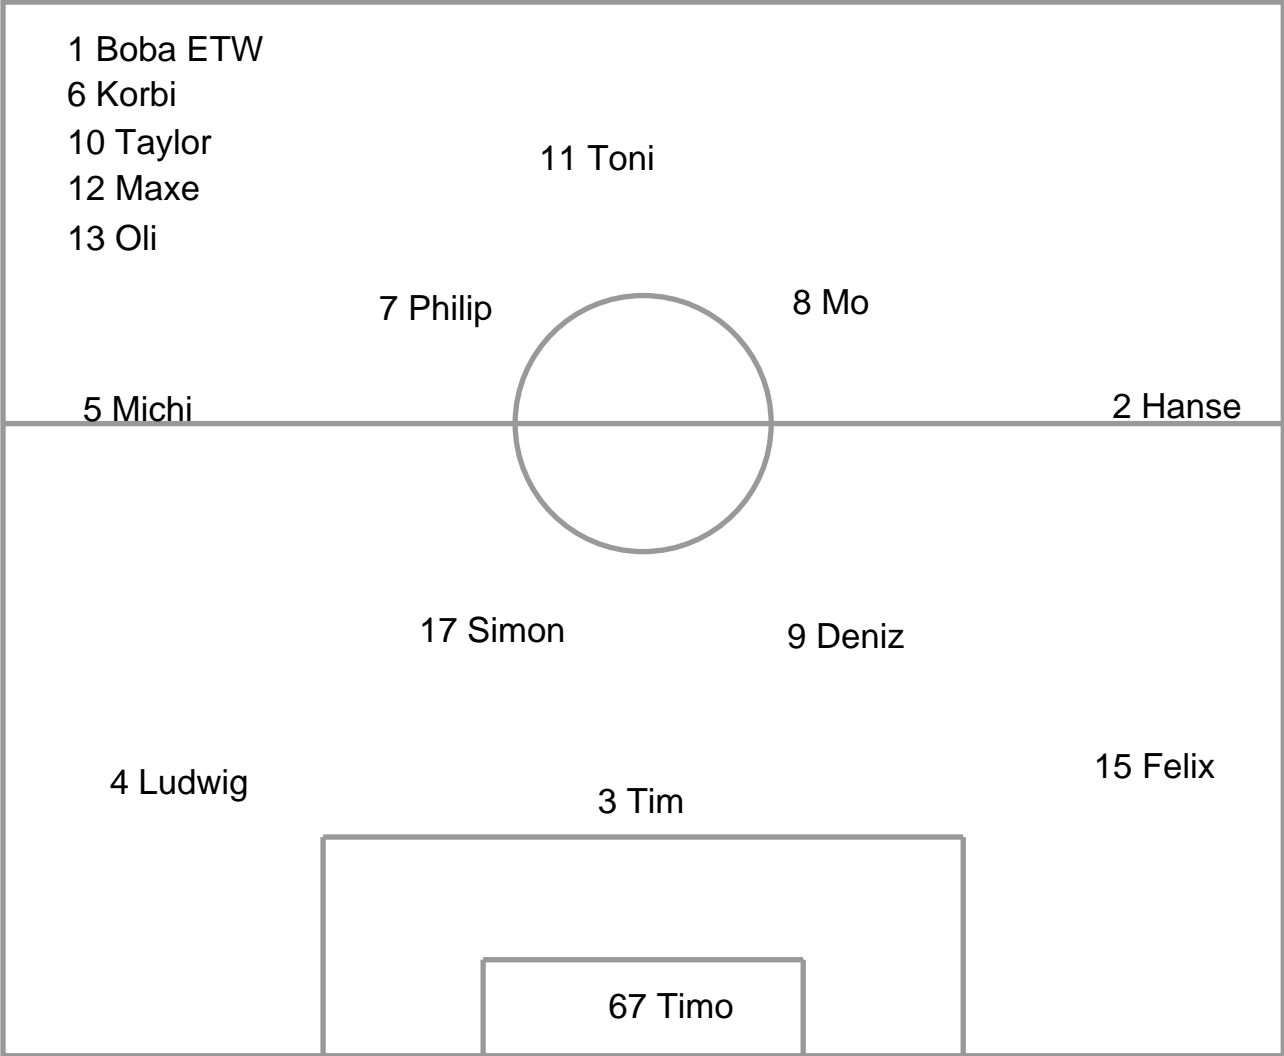 1 Boba ETW
6 Korbi
10 Taylor
12 Maxe
13 Oli
11 Toni
7 Philip
8 Mo
5 Michi
2 Hanse
17 Simon
9 Deniz
4 Ludwig
15 Felix
3 Tim
67 Timo